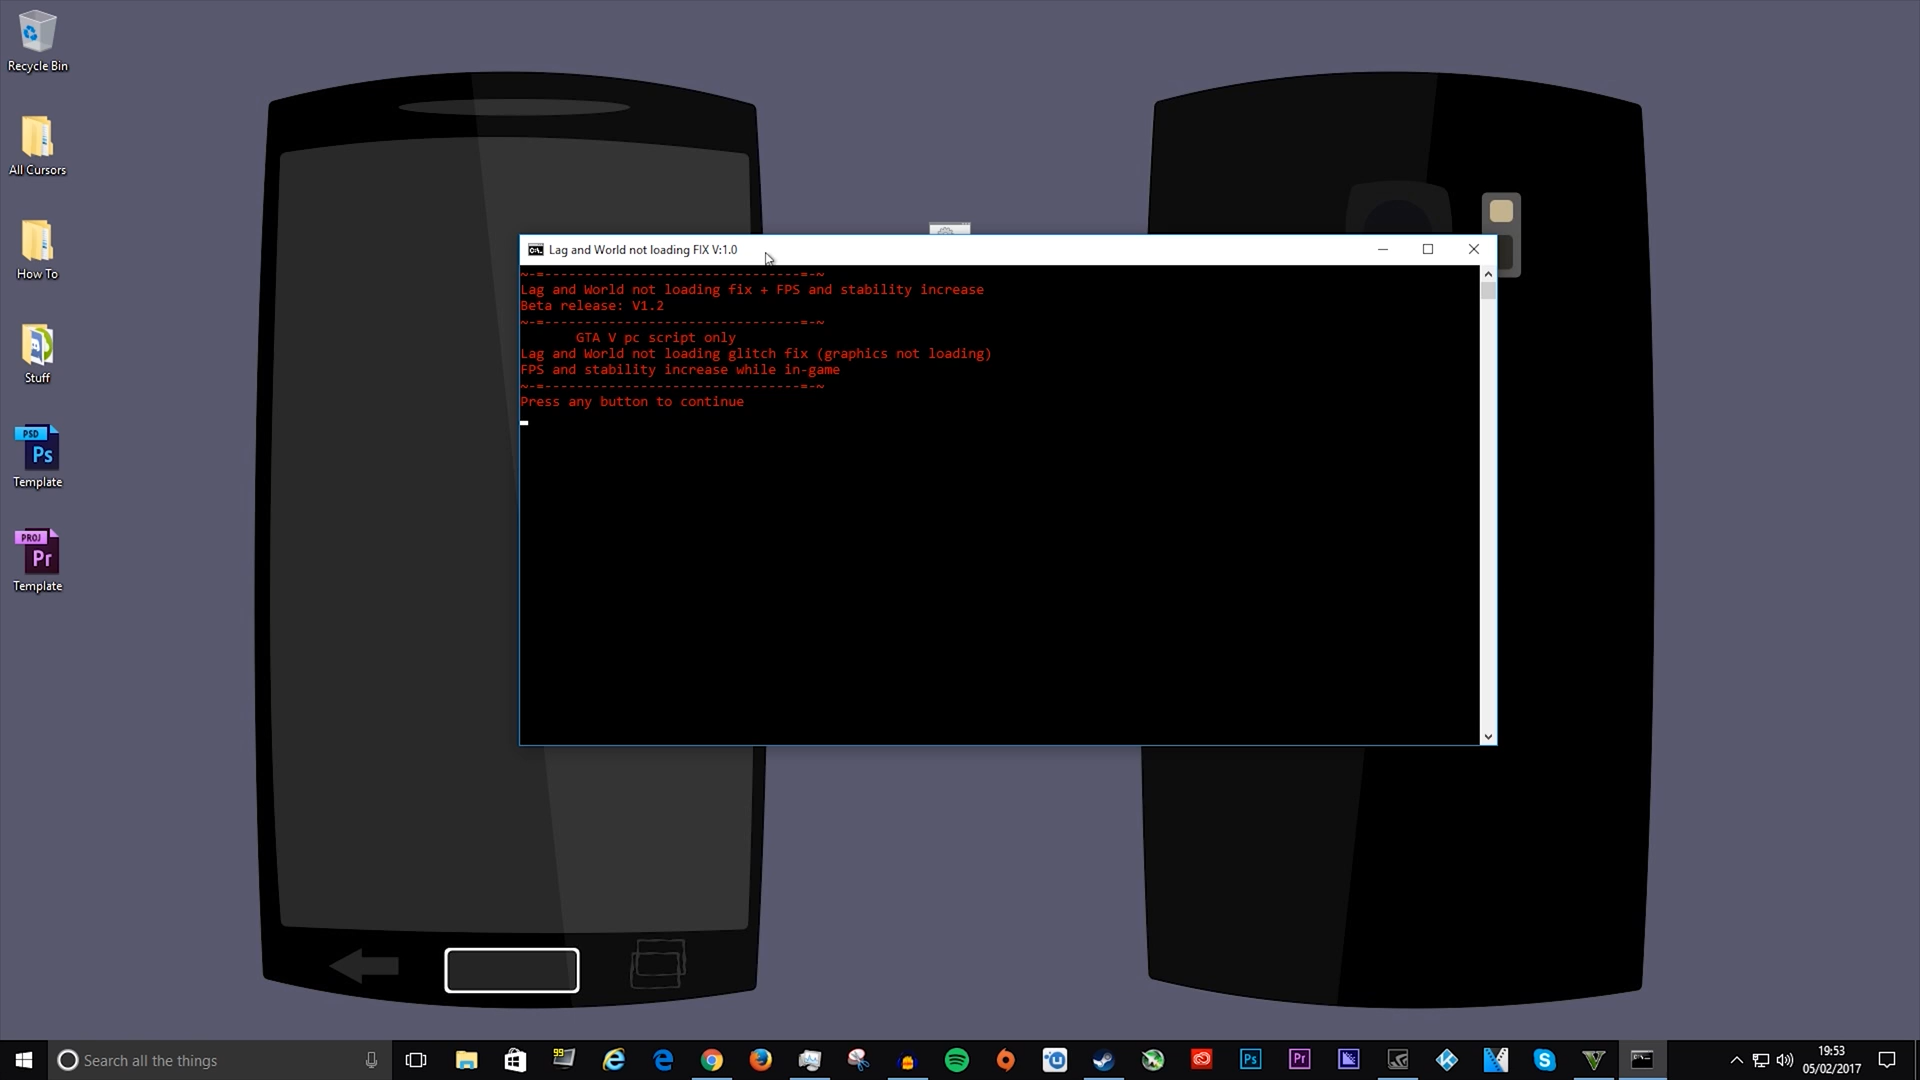 Recycle Bin
All Cursors
How To
Stuff
PSD
Ps
Template
PROJ
Pr
Template
Lag and World not loading FIX V:1.0
~-=--------------------------------=-~
Lag and World not loading fix + FPS and stability increase
Beta release: V1.2
~-=--------------------------------=-~
GTA V pc script only
Lag and World not loading glitch fix (graphics not loading)
FPS and stability increase while in-game
~-=--------------------------------=-~
Press any button to continue
Search all the things
99
Ps
Pr
19:53
05/02/2017